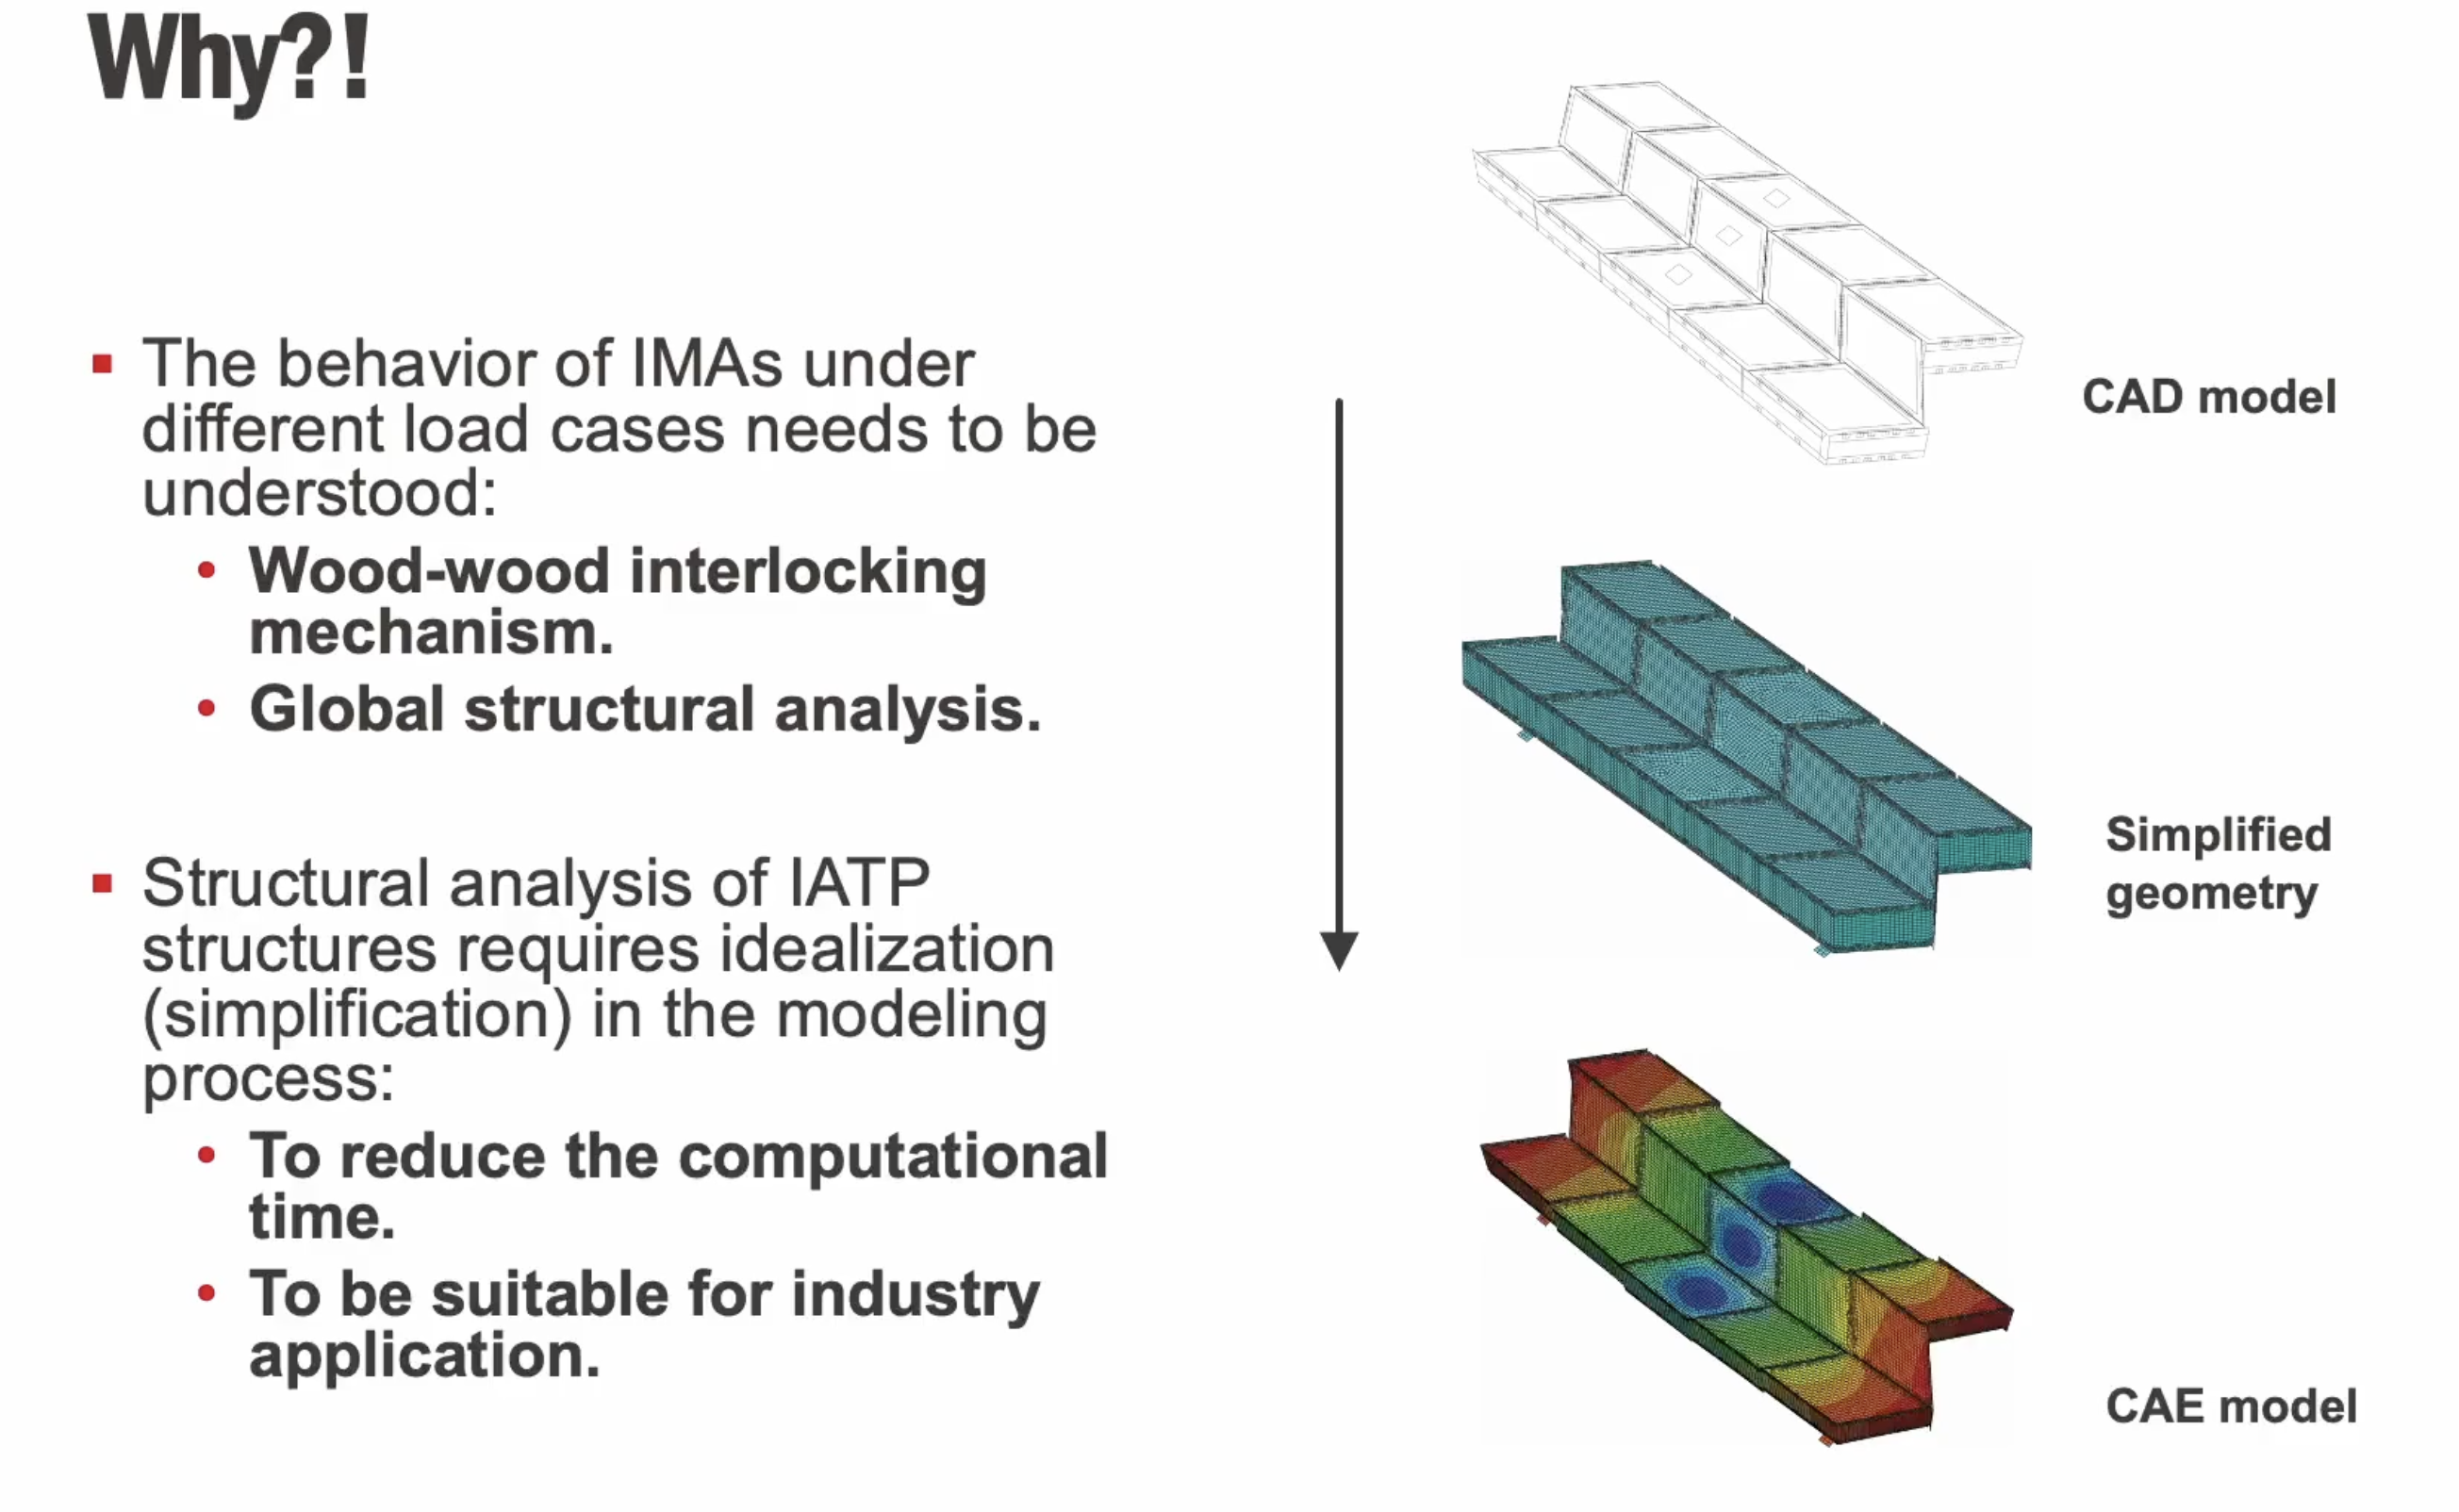 Why?!
▪ The behavior of IMAs under
different load cases needs to be
understood:
• Wood-wood interlocking
mechanism.
• Global structural analysis.
▪ Structural analysis of IATP
structures requires idealization
(simplification) in the modeling
process:
• To reduce the computational
time.
• To be suitable for industry
application.
CAD model
Simplified
geometry
CAE model